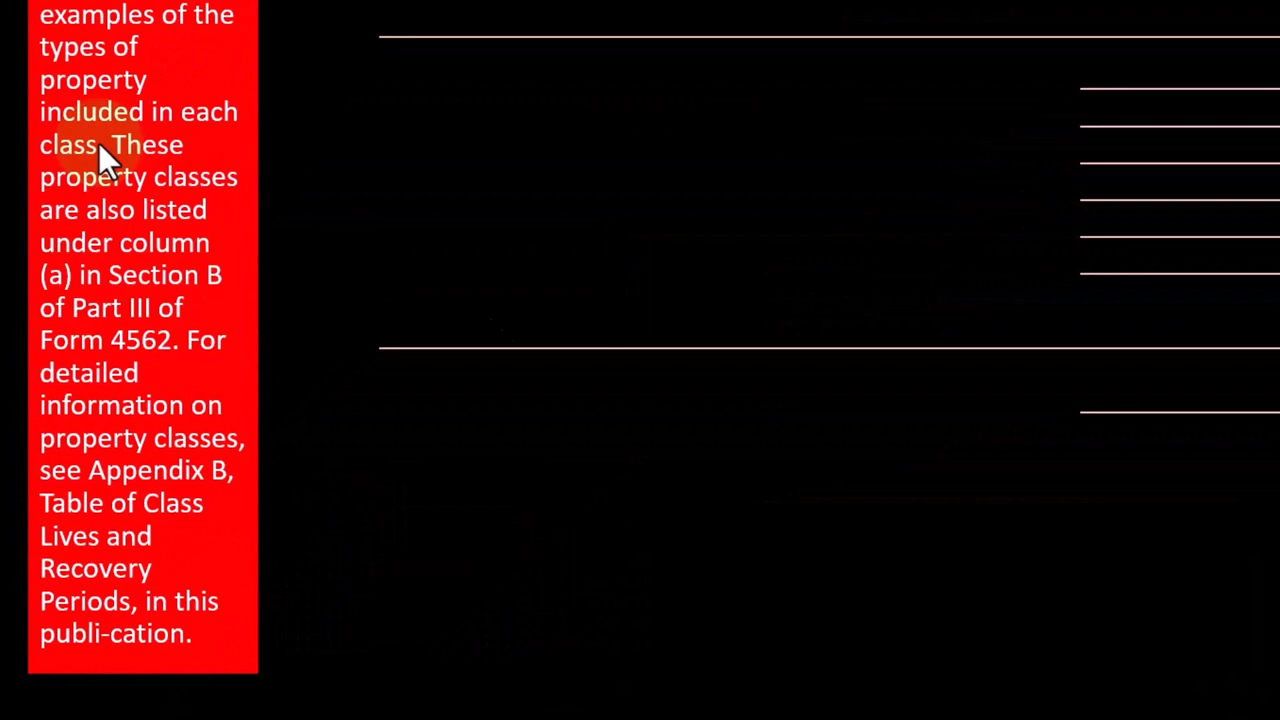 examples of the
types of
property
included in each
class. These
property classes
are also listed
under column
(a) in Section B
of Part III of
Form 4562. For
detailed
information on
property classes,
see Appendix B,
Table of Class
Lives and
Recovery
Periods, in this
publi-cation.